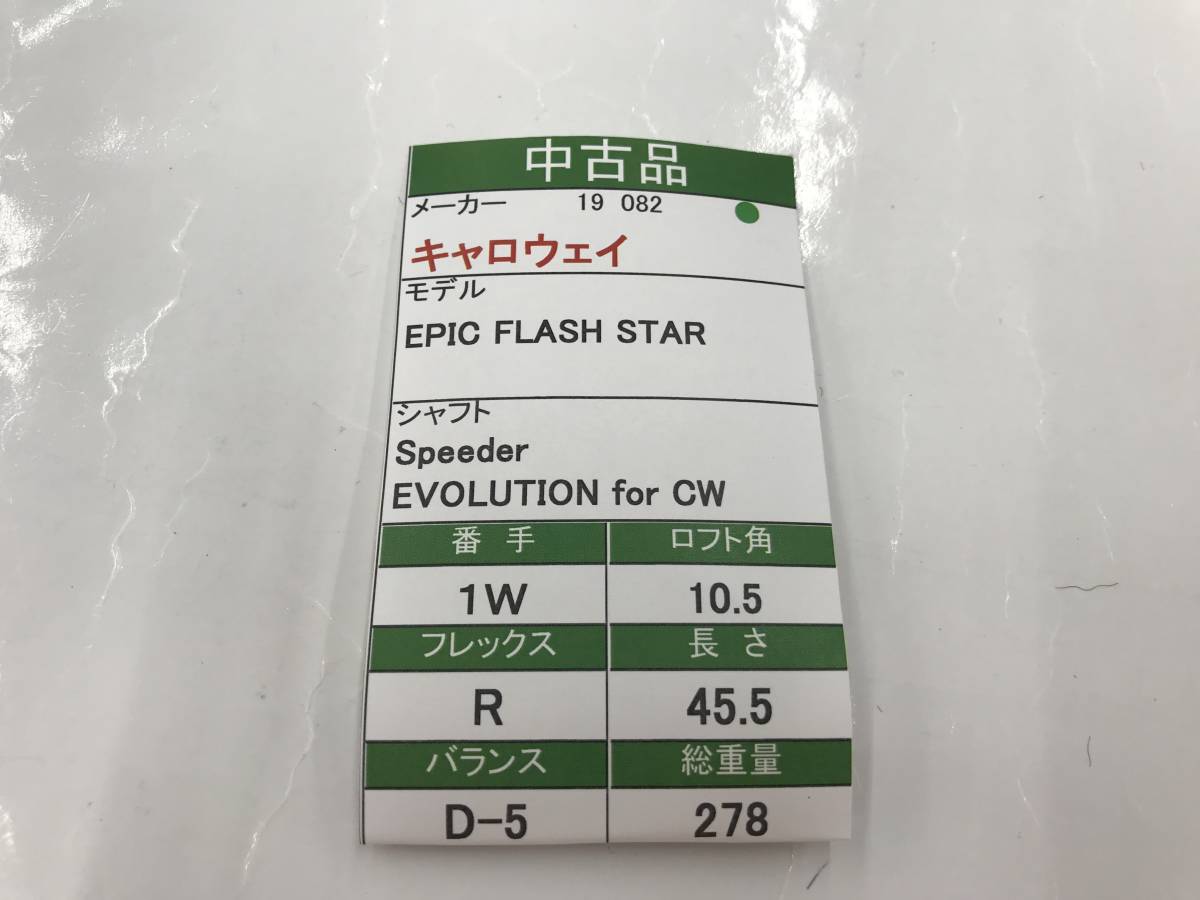 中古品
メーカー 19 082
キャロウェイ
モデル
EPIC FLASH STAR
シャフト
Speeder
EVOLUTION for CW
番手 ロフト角
1W 10.5
フレックス 長さ
R 45.5
バランス 総重量
D-5 278